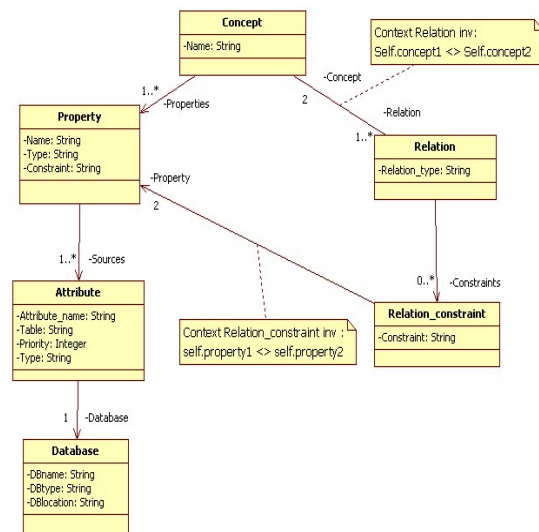 Concept
-Name: String
Context Relation inv:
Self.concept1 <> Self.concept2
1..*
-Properties
-Concept
2
-Relation
1..*
Property
-Name: String
-Type: String
-Constraint: String
Relation
-Relation_type: String
-Property
2
1..*
-Sources
0..*
-Constraints
Attribute
-Attribute_name: String
-Table: String
-Priority: Integer
-Type: String
Context Relation_constraint inv :
self.property1 <> self.property2
Relation_constraint
-Constraint: String
1
-Database
Database
-DBname: String
-DBtype: String
-DBlocation: String